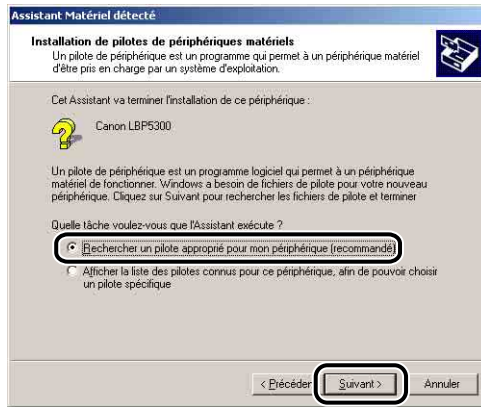 Assistant Matériel détecté
Installation de pilotes de périphériques matériels
Un pilote de périphérique est un programme qui permet à un périphérique matériel
d'être pris en charge par un système d'exploitation.
Cet Assistant va terminer l'installation de ce périphérique :
Canon LBP5300
Un pilote de périphérique est un programme logiciel qui permet à un périphérique
matériel de fonctionner. Windows a besoin de fichiers de pilote pour votre nouveau
périphérique. Cliquez sur Suivant pour rechercher les fichiers de pilote et terminer
Quelle tâche voulez-vous que l'Assistant exécute ?
Rechercher un pilote approprié pour mon périphérique (recommandé)
Afficher la liste des pilotes connus pour ce périphérique, afin de pouvoir choisir
un pilote spécifique
< Précéder Suivant > Annuler